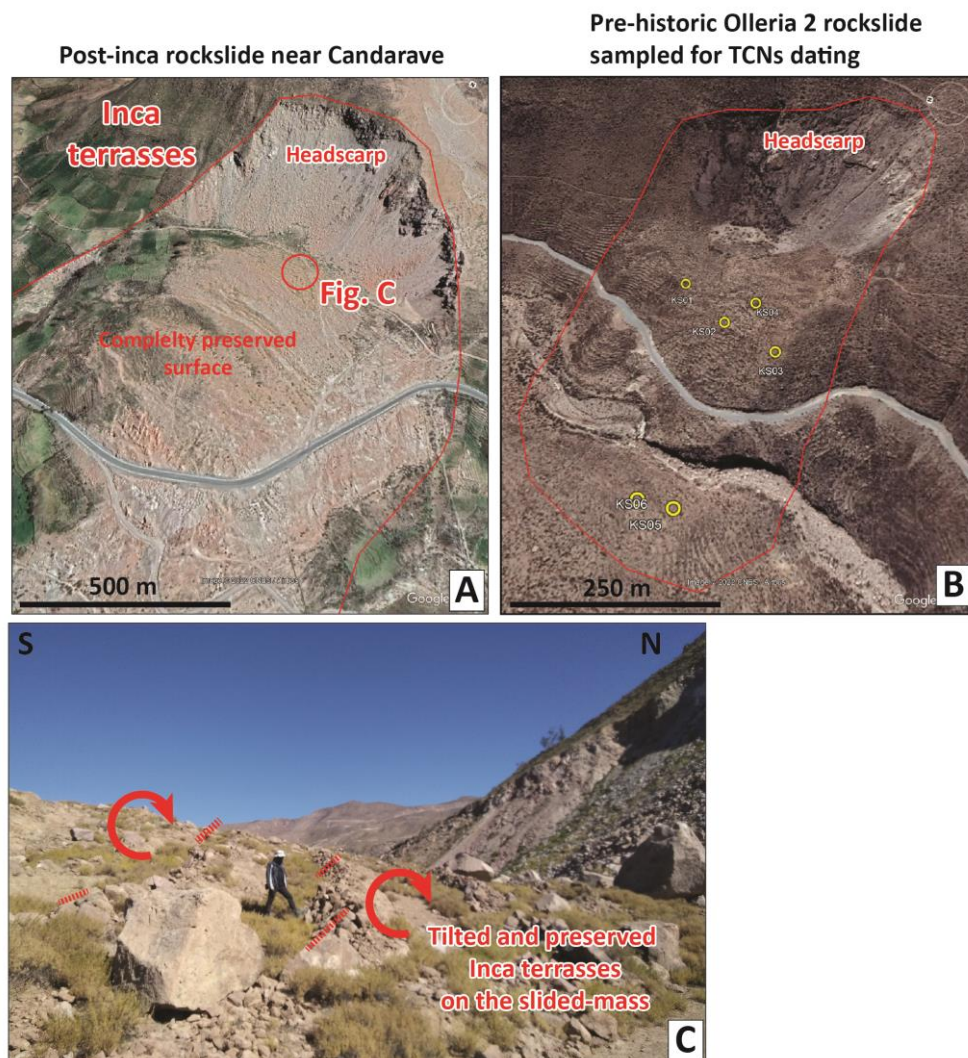 Post-inca rockslide near Candarave
Pre-historic Olleria 2 rockslide
sampled for TCNs dating
Inca
terrasses
Headscarp
Fig. C
Complelty preserved
surface
500 m
Google
A
Headscarp
KS01
KS04
KS02
KS03
KS06
KS05
250 m
Google
B
S
N
Tilted and preserved
Inca terrasses
on the slided-mass
C